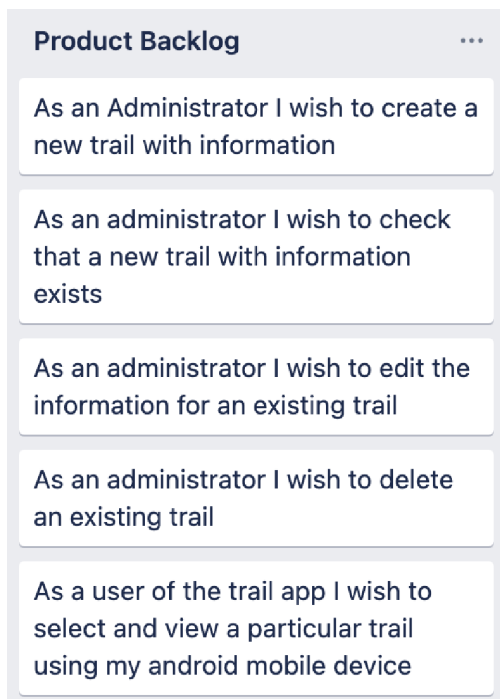 Product Backlog
As an Administrator I wish to create a
new trail with information
As an administrator I wish to check
that a new trail with information
exists
As an administrator I wish to edit the
information for an existing trail
As an administrator I wish to delete
an existing trail
As a user of the trail app I wish to
select and view a particular trail
using my android mobile device